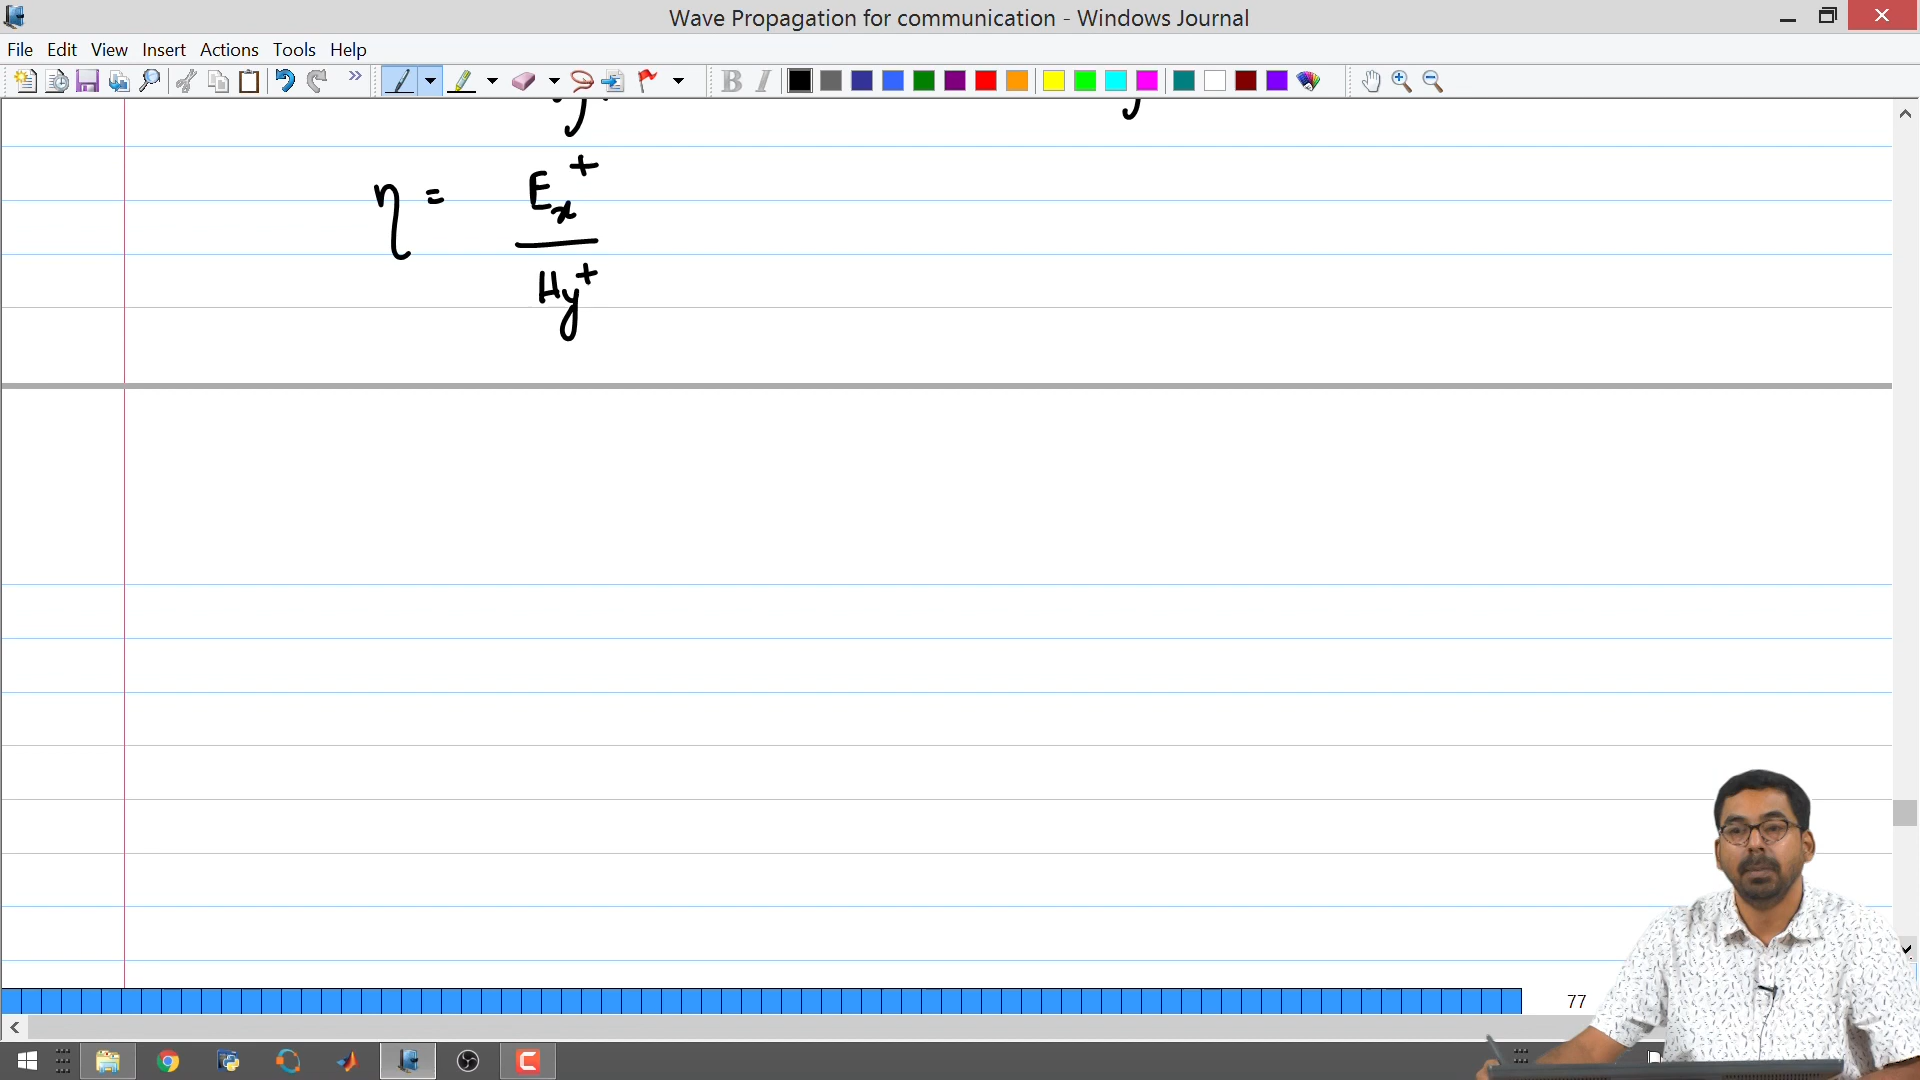 Wave Propagation for communication - Windows Journal
File Edit View Insert Actions Tools Help
B I
η = Ex⁺
Hy⁺
77